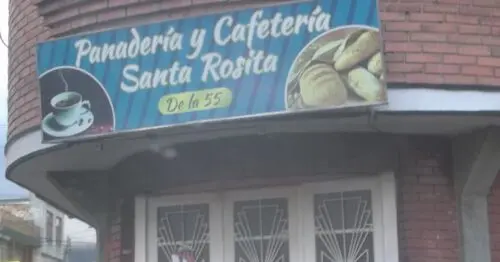 Panadería y Cafetería
Santa Rosita
De la 55